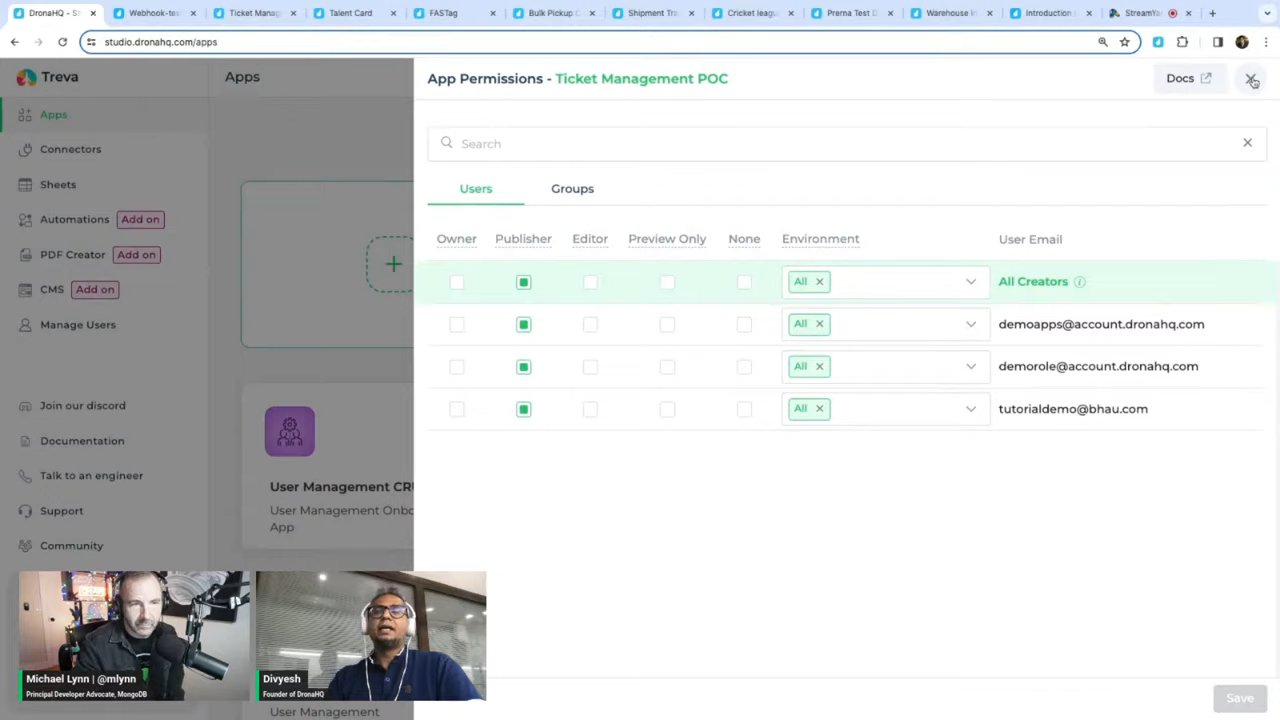 DronaHQ - S
Webhook-te
Ticket Manag
Talent Card
FASTag
Bulk Pickup
Shipment Tra
Cricket leagu
Prerna Test D
Warehouse In
Introduction
StreamYa
studio.dronahq.com/apps
Treva
Apps
Connectors
Sheets
Automations Add on
PDF Creator Add on
CMS Add on
Manage Users
Join our discord
Documentation
Talk to an engineer
Support
Community
Apps
User Management CRU
User Management Onbo
App
User Management
App Permissions - Ticket Management POC
Docs
Search
Users Groups
Owner Publisher Editor Preview Only None Environment User Email
All All Creators
All demoapps@account.dronahq.com
All demorole@account.dronahq.com
All tutorialdemo@bhau.com
Save
Michael Lynn | @mlynn
Principal Developer Advocate, MongoDB
Divyesh
Founder of DronaHQ